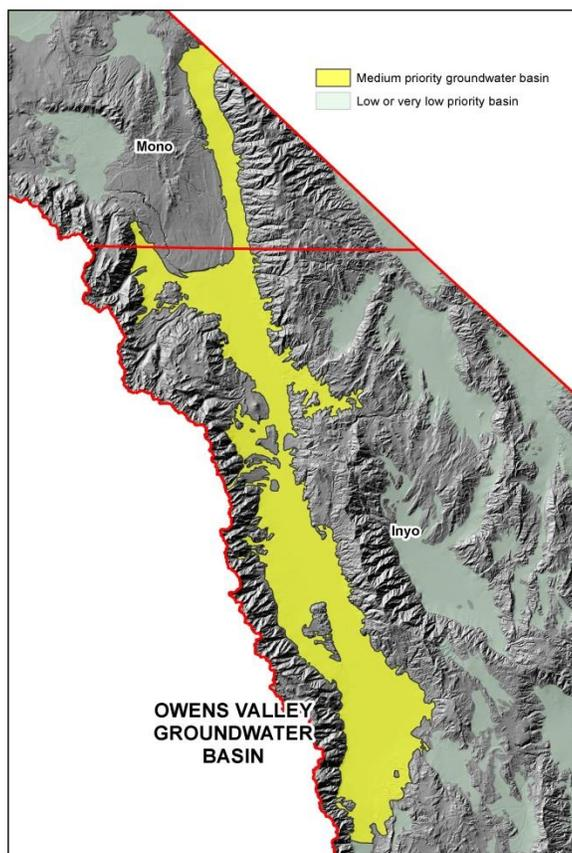 Medium priority groundwater basin
Low or very low priority basin
Mono
Inyo
OWENS VALLEY
GROUNDWATER
BASIN